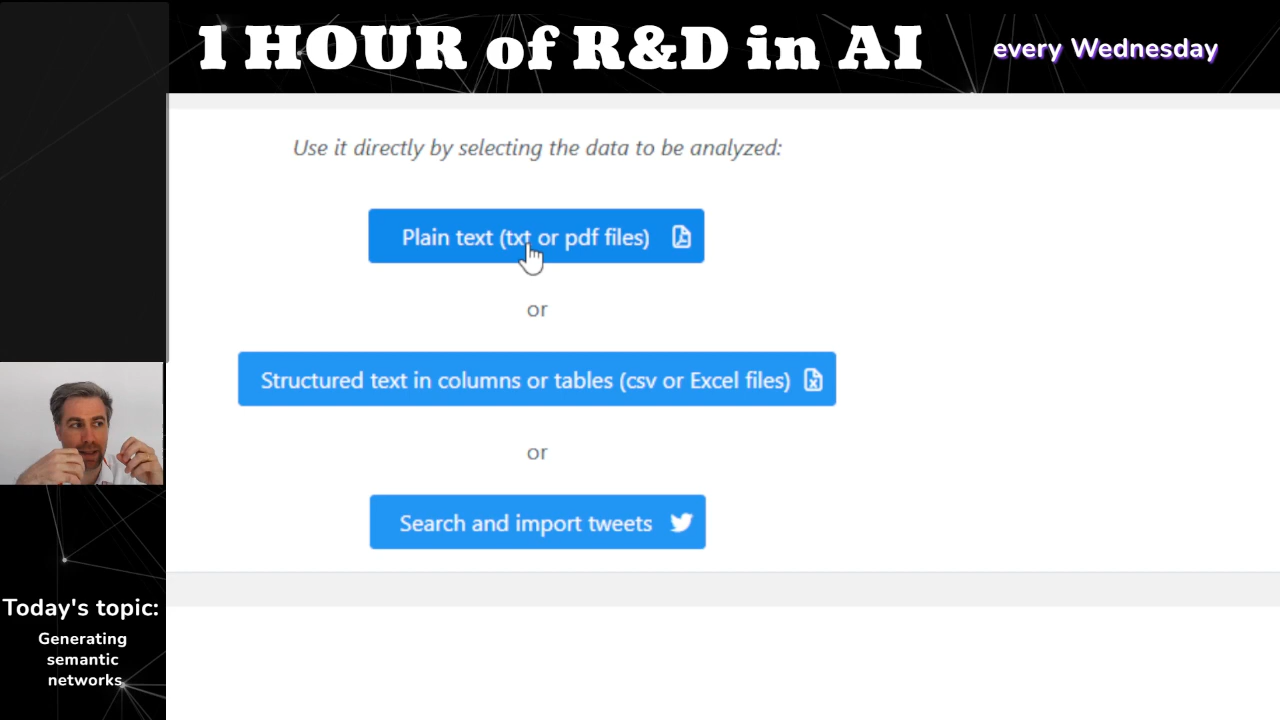 1 HOUR of R&D in AI
every Wednesday
Use it directly by selecting the data to be analyzed:
Plain text (txt or pdf files)
or
Structured text in columns or tables (csv or Excel files)
or
Search and import tweets
Today's topic:
Generating
semantic
networks